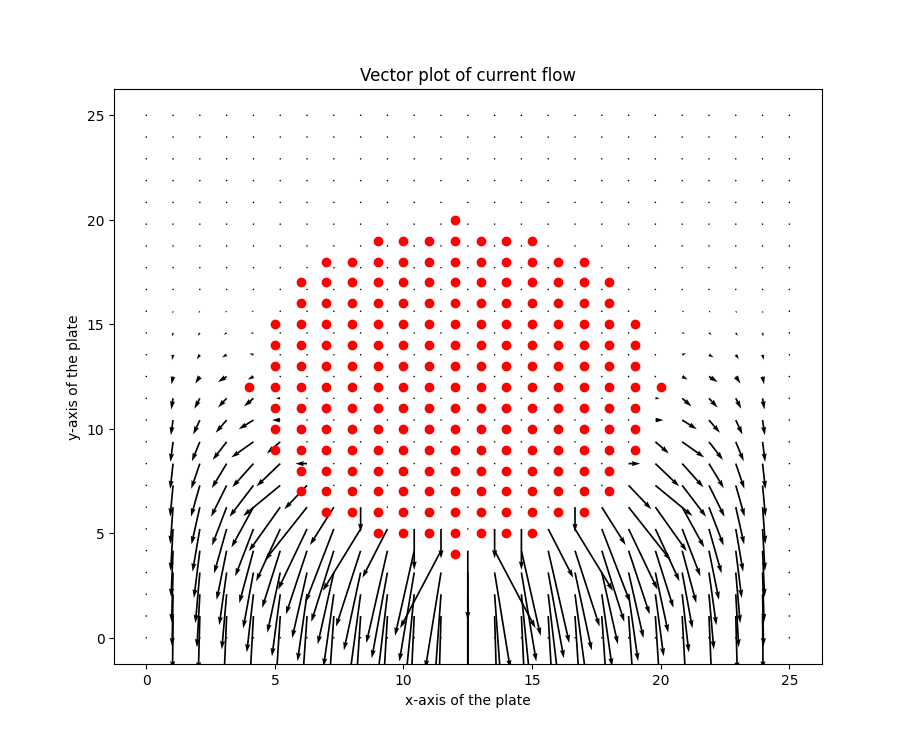 Vector plot of current flow
25
20
15
10
5
0
y-axis of the plate
0 5 10 15 20 25
x-axis of the plate